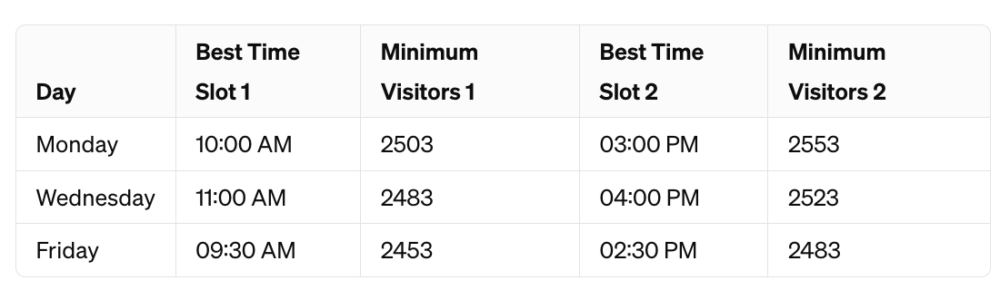 Day Best Time Slot 1 Minimum Visitors 1 Best Time Slot 2 Minimum Visitors 2
Monday 10:00 AM 2503 03:00 PM 2553
Wednesday 11:00 AM 2483 04:00 PM 2523
Friday 09:30 AM 2453 02:30 PM 2483